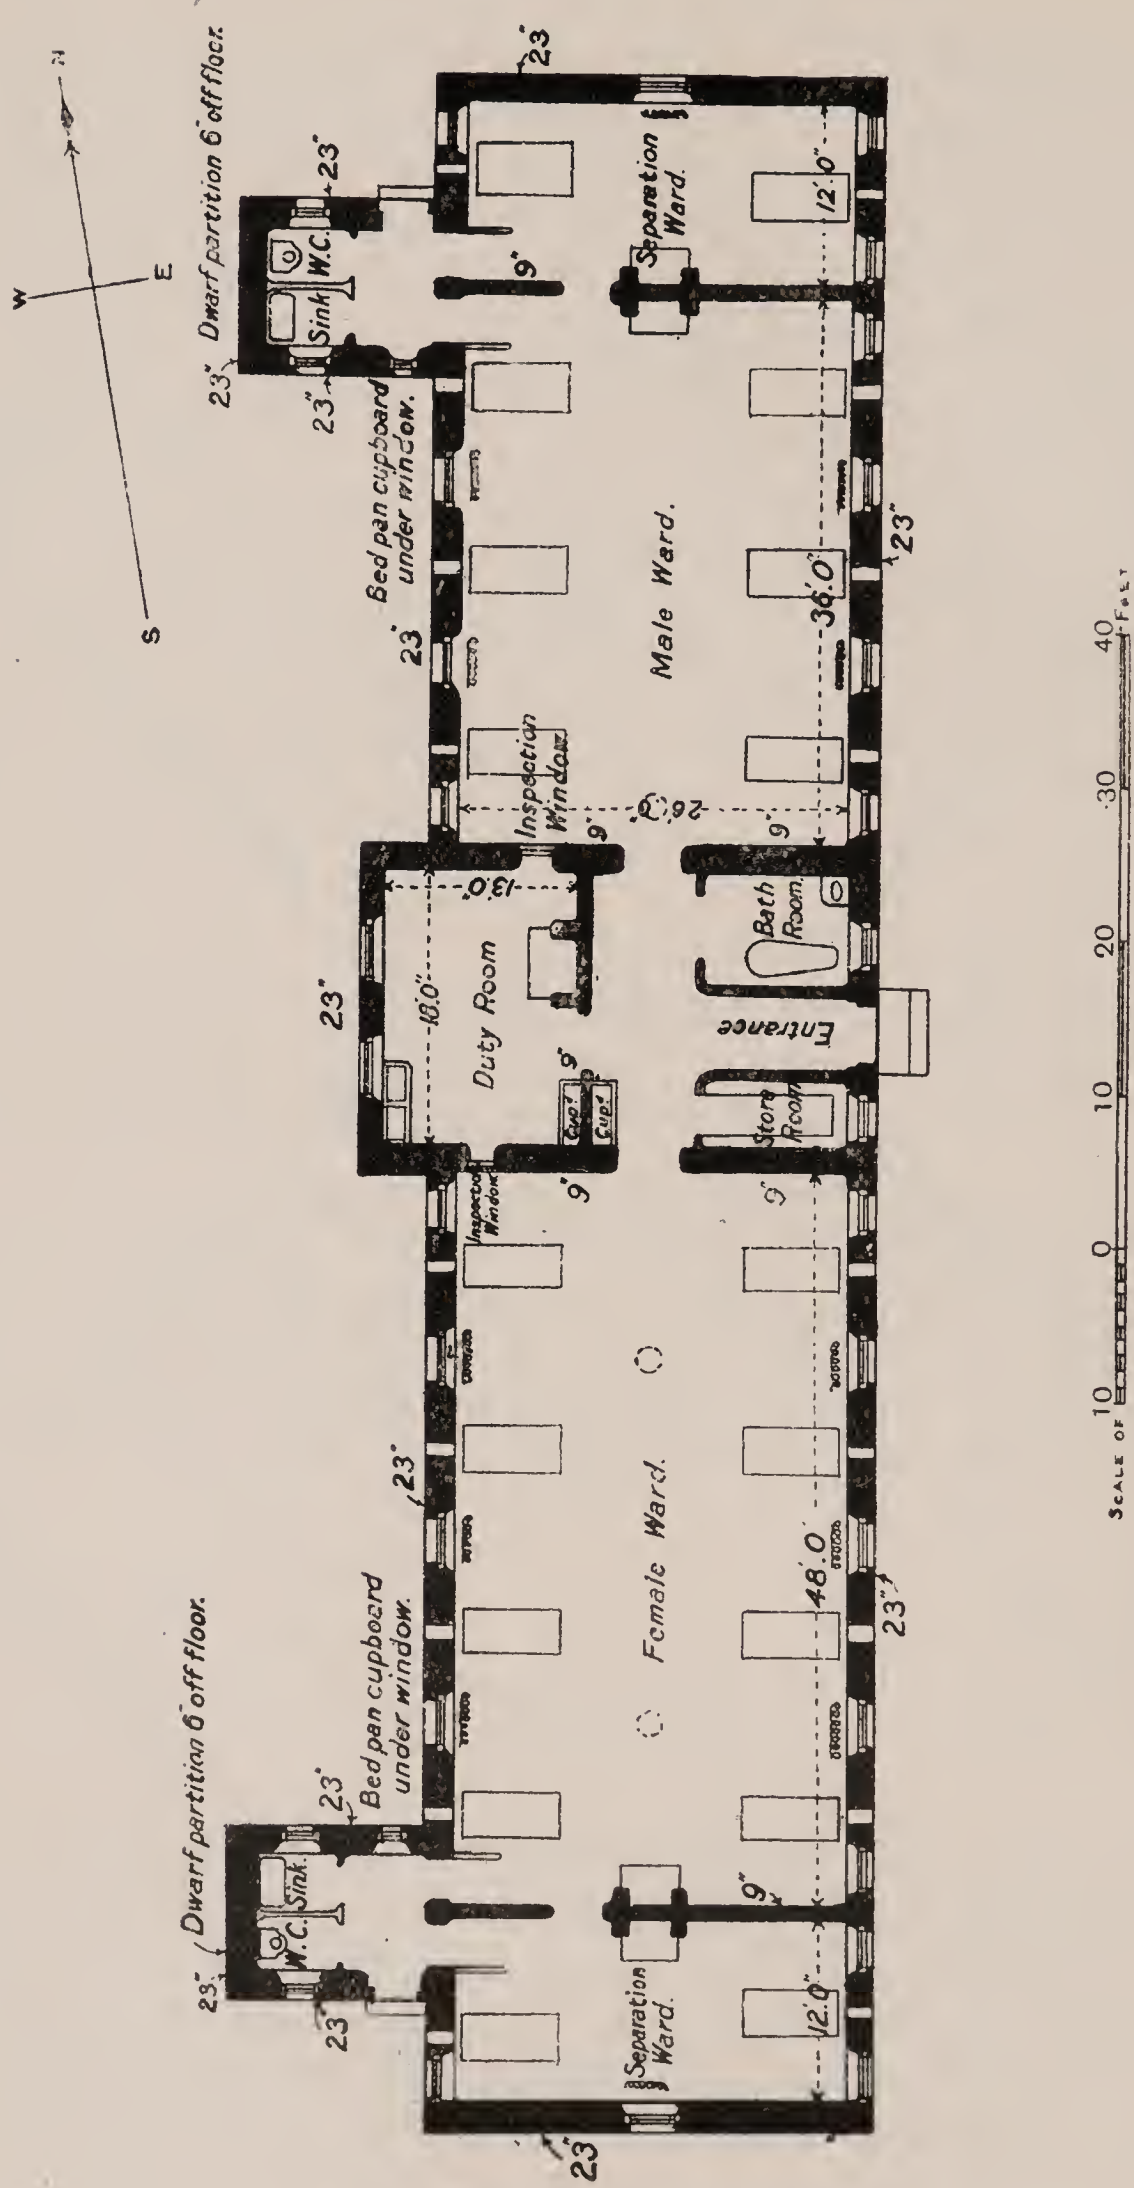 N
W
E
S
Dwarf partition 6" off floor.
23"
23"
23"
23"
W.C.
Sink
9"
Separation
Ward.
12'.0"
Bed pan cupboard
under window.
23"
Male Ward.
36'.0"
23"
Inspection
Window
26'.0"
9"
9"
23"
13'.0"
18'.0"
Duty Room
Bath
Room.
Entrance
9"
Cup?
Cup?
Store
Room
Inspection
Window
9"
9"
23"
Female Ward.
48'.0
23"
Bed pan cupboard
under window.
Dwarf partition 6" off floor.
23"
23"
23"
Sink.
W.C.
9"
Separation
Ward.
12'.0"
23"
SCALE OF
10
0
10
20
30
40
FEET